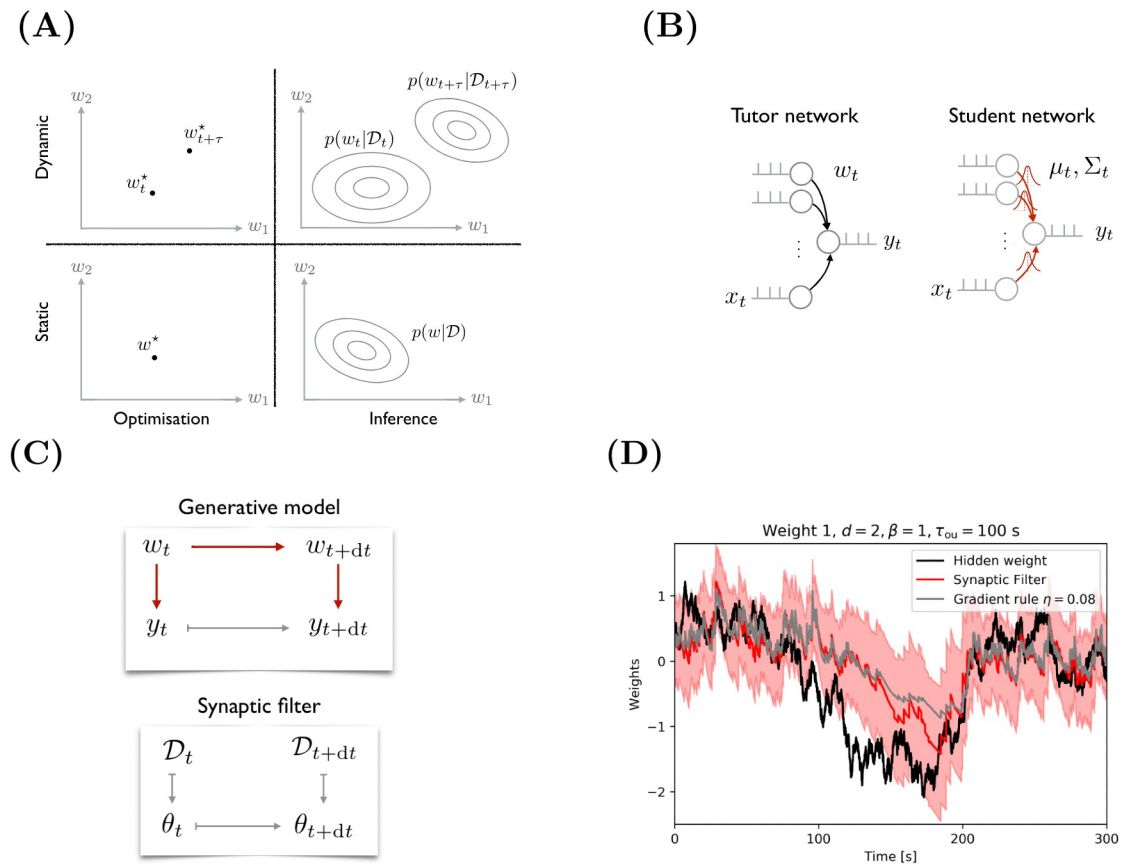 (A)
w₂
w*ₜ₊τ
w*ₜ
w₁
Dynamic
w₂
p(wₜ₊τ|𝒟ₜ₊τ)
p(wₜ|𝒟ₜ)
w₁
w₂
w*
w₁
Static
Optimisation
w₂
p(w|𝒟)
w₁
Inference
(B)
Tutor network
wₜ
yₜ
⋮
xₜ
Student network
μₜ, Σₜ
yₜ
⋮
xₜ
(C)
Generative model
wₜ wₜ₊dt
yₜ yₜ₊dt
Synaptic filter
𝒟ₜ 𝒟ₜ₊dt
θₜ θₜ₊dt
(D)
Weight 1, d = 2, β = 1, τ_ou = 100 s
Hidden weight
Synaptic Filter
Gradient rule η = 0.08
Weights
1
0
−1
−2
0 100 200 300
Time [s]